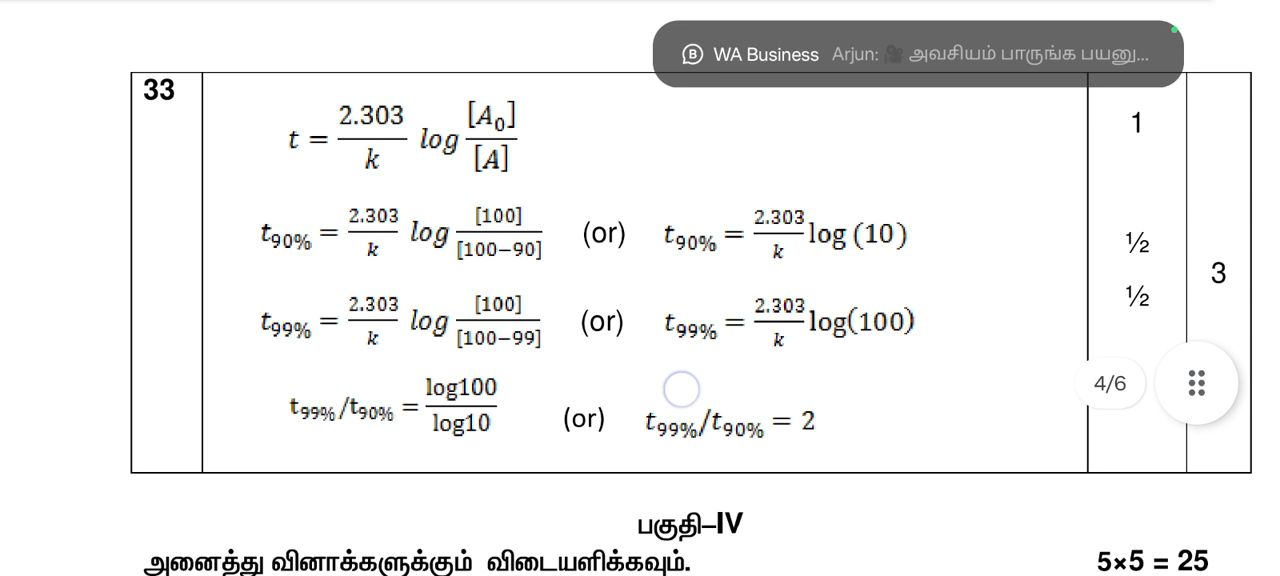 WA Business Arjun: 🎥 அவசியம் பாருங்க பயனு...
33
t = 2.303/k log [A₀]/[A] 1
t₉₀% = 2.303/k log [100]/[100−90] (or) t₉₀% = 2.303/k log (10) ½
t₉₉% = 2.303/k log [100]/[100−99] (or) t₉₉% = 2.303/k log(100) ½ 3
t₉₉%/t₉₀% = log100/log10 (or) t₉₉%/t₉₀% = 2
4/6
பகுதி–IV
அனைத்து வினாக்களுக்கும் விடையளிக்கவும். 5×5 = 25